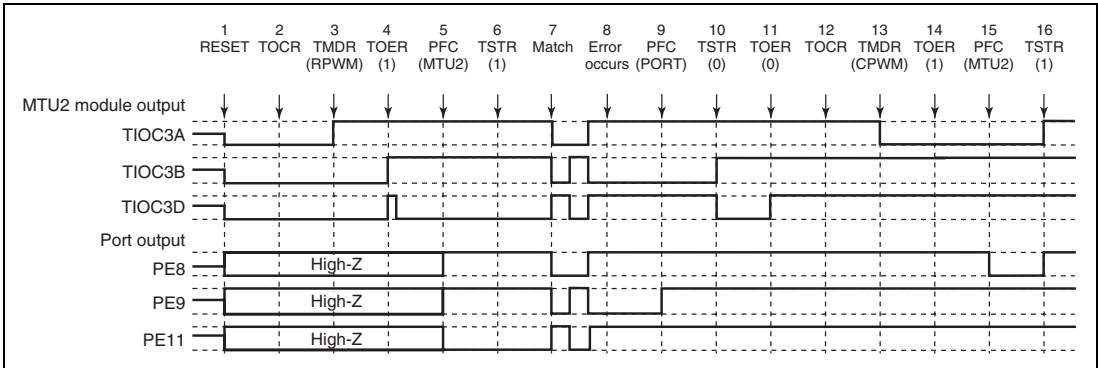 1 2 3 4 5 6 7 8 9 10 11 12 13 14 15 16
RESET TOCR TMDR TOER PFC TSTR Match Error PFC TSTR TOER TOCR TMDR TOER PFC TSTR
(RPWM) (1) (MTU2) (1) occurs (PORT) (0) (0) (CPWM) (1) (MTU2) (1)
MTU2 module output
TIOC3A
TIOC3B
TIOC3D
Port output
PE8 High-Z
PE9 High-Z
PE11 High-Z